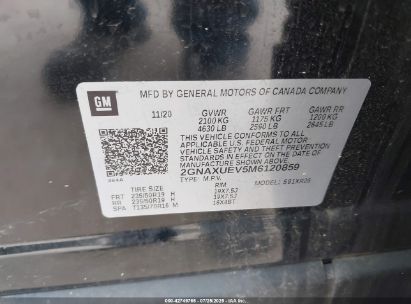 GM
MFD BY GENERAL MOTORS OF CANADA COMPANY
11/20 GVWR GAWR FRT GAWR RR
2100 KG 1175 KG 1200 KG
4630 LB 2590 LB 2645 LB
THIS VEHICLE CONFORMS TO ALL
APPLICABLE U.S. FEDERAL MOTOR
VEHICLE SAFETY AND THEFT
PREVENTION STANDARDS IN EFFECT ON
THE DATE OF MANUFACTURE SHOWN ABOVE.
2GNAXUEV5M6120859
TYPE: M.P.V. MODEL:
TIRE SIZE RIM
FRT 235/50R19 H 19X7.5J
RR 235/50R19 H 19X7.5J
SPA T135/70R16 M 16X4BT